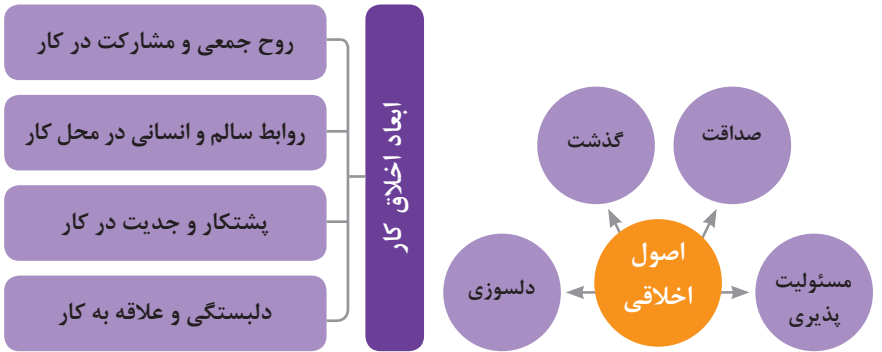 صداقت
گذشت
اصول
اخلاقی
مسئولیت
پذیری
دلسوزی
ابعاد اخلاق کار
روح جمعی و مشارکت در کار
روابط سالم و انسانی در محل کار
پشتکار و جدیت در کار
دلبستگی و علاقه به کار